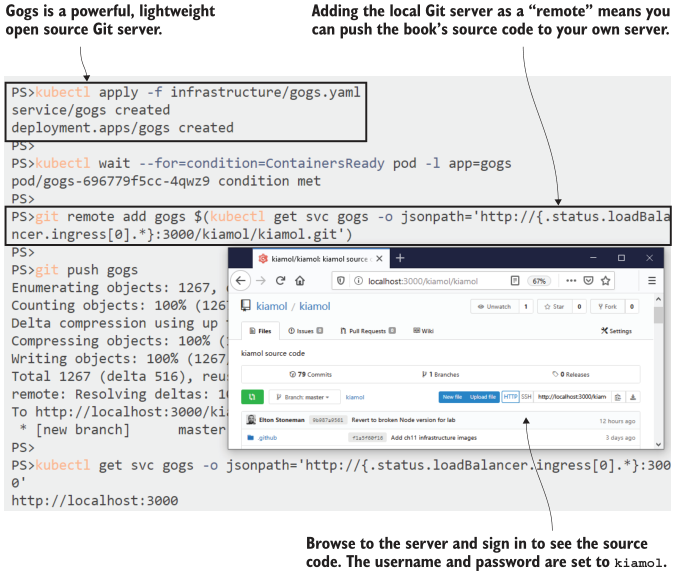 Gogs is a powerful, lightweight
open source Git server.
Adding the local Git server as a “remote” means you
can push the book’s source code to your own server.
PS>kubectl apply -f infrastructure/gogs.yaml
service/gogs created
deployment.apps/gogs created
PS>
PS>kubectl wait --for=condition=ContainersReady pod -l app=gogs
pod/gogs-696779f5cc-4qwz9 condition met
PS>
PS>git remote add gogs $(kubectl get svc gogs -o jsonpath='http://{.status.loadBala
ncer.ingress[0].*}:3000/kiamol/kiamol.git')
PS>
PS>git push gogs
Enumerating objects: 1267,
Counting objects: 100% (126
Delta compression using up
Compressing objects: 100% (
Writing objects: 100% (1267
Total 1267 (delta 516), reu
remote: Resolving deltas: 1
To http://localhost:3000/kia
* [new branch] master
PS>
PS>kubectl get svc gogs -o jsonpath='http://{.status.loadBalancer.ingress[0].*}:300
0'
http://localhost:3000
kiamol/kiamol: kiamol source
localhost:3000/kiamol/kiamol
67%
kiamol / kiamol
Unwatch 1 Star 0 Fork 0
Files Issues 0 Pull Requests 0 Wiki Settings
kiamol source code
79 Commits 1 Branches 0 Releases
Branch: master kiamol New file Upload file HTTP SSH http://localhost:3000/kiam
Elton Stoneman Revert to broken Node version for lab 12 hours ago
.github f1a5f00f10 Add ch11 infrastructure images 3 days ago
Browse to the server and sign in to see the source
code. The username and password are set to kiamol.